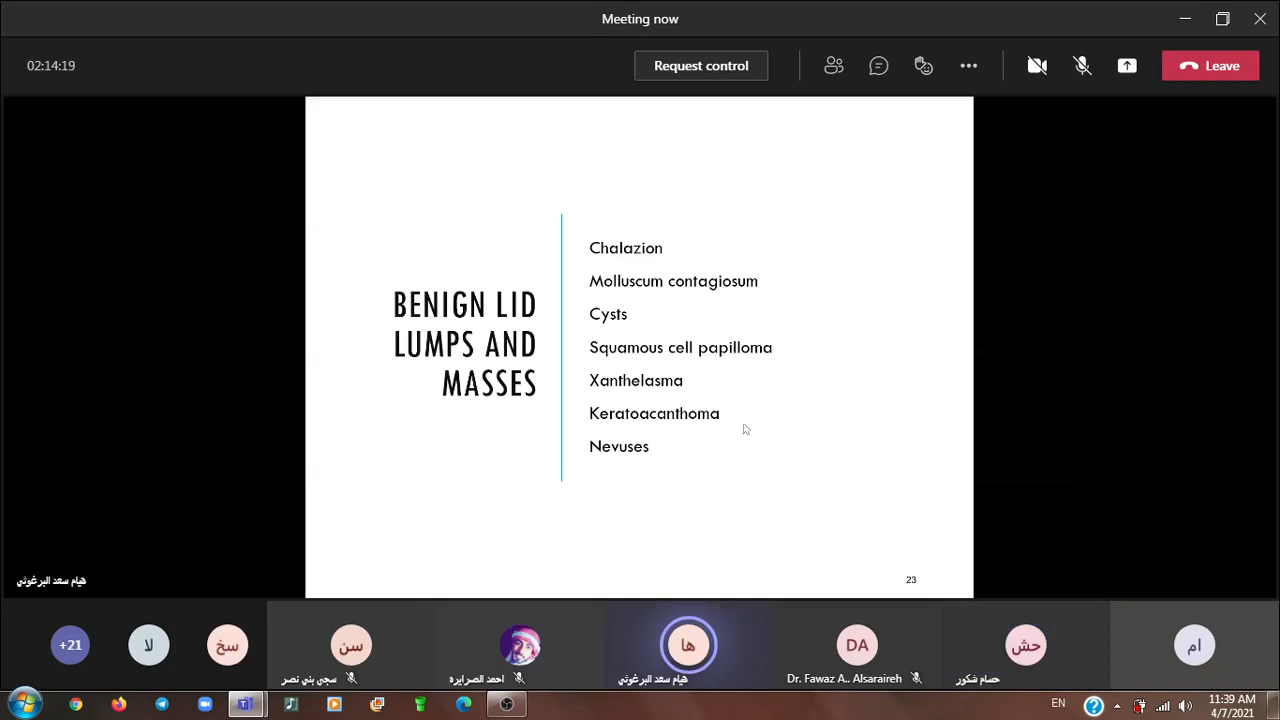 Meeting now
02:14:19
Request control
Leave
BENIGN LID
LUMPS AND
MASSES
Chalazion
Molluscum contagiosum
Cysts
Squamous cell papilloma
Xanthelasma
Keratoacanthoma
Nevuses
23
هيام سعد البرغوثي
+21
لا
سخ
سن
ها
DA
حش
ام
سجى بني نصر
احمد الصرايره
هيام سعد البرغوثي
Dr. Fawaz A.. Alsaraireh
حسام شكور
EN
11:39 AM
4/7/2021